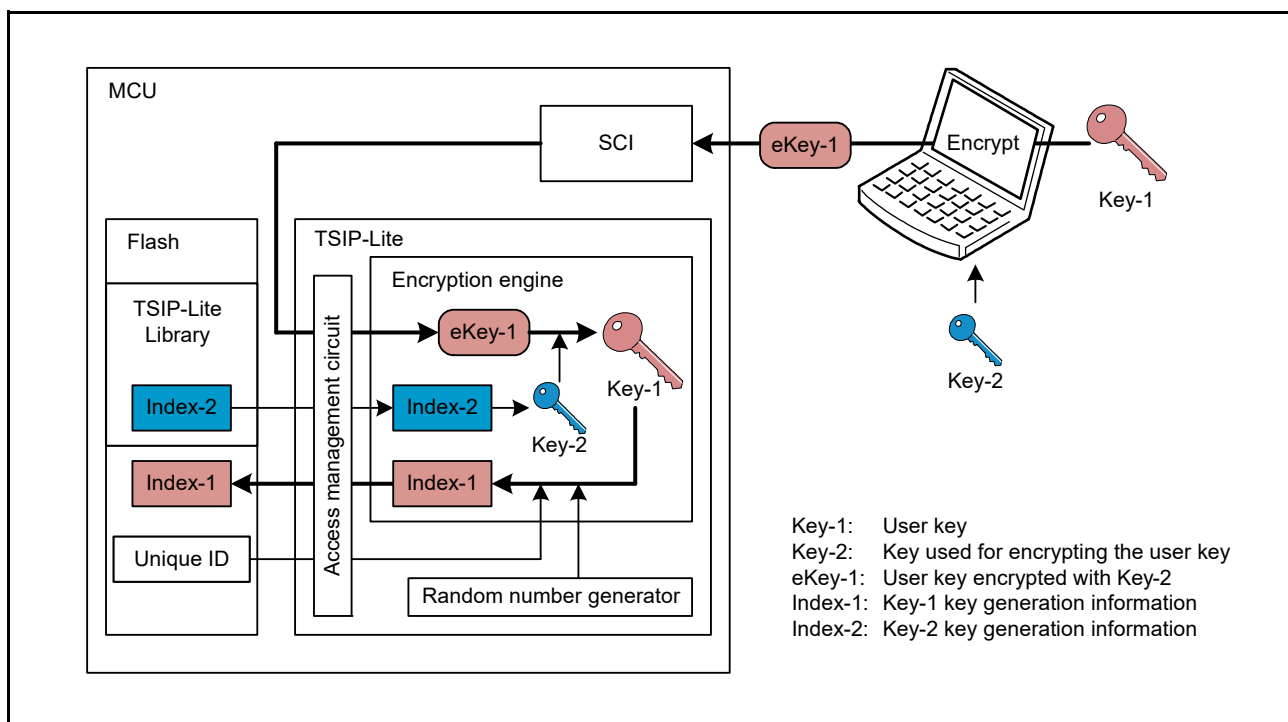 MCU
SCI
eKey-1
Encrypt
Key-1
Key-2
Flash
TSIP-Lite
Library
Index-2
Index-1
Unique ID
TSIP-Lite
Access management circuit
Encryption engine
eKey-1
Key-1
Index-2
Key-2
Index-1
Random number generator
Key-1: User key
Key-2: Key used for encrypting the user key
eKey-1: User key encrypted with Key-2
Index-1: Key-1 key generation information
Index-2: Key-2 key generation information